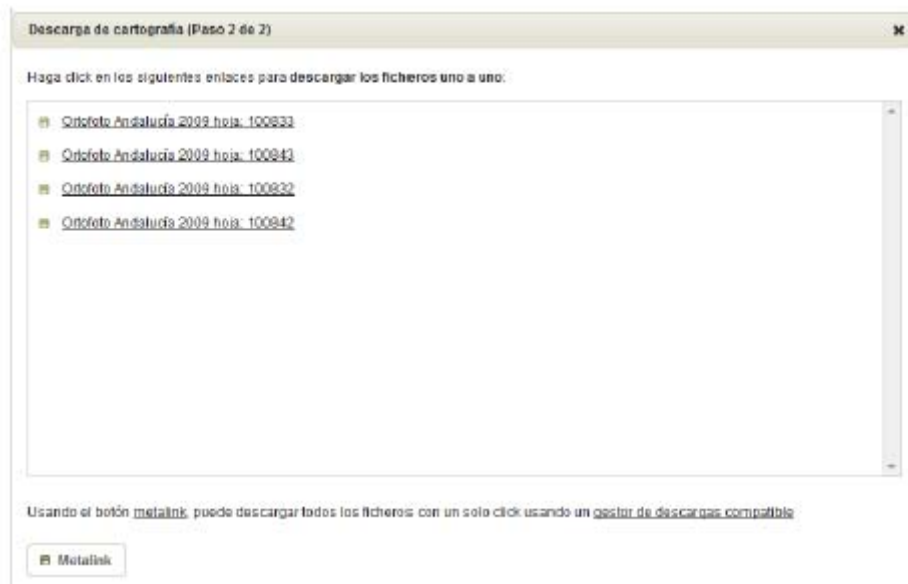 Descarga de cartografía (Paso 2 de 2)
Haga click en los siguientes enlaces para descargar los ficheros uno a uno:
Ortofoto Andalucía 2009 hoja: 100833
Ortofoto Andalucía 2009 hoja: 100843
Ortofoto Andalucía 2009 hoja: 100832
Ortofoto Andalucía 2009 hoja: 100842
Usando el botón metalink, puede descargar todos los ficheros con un solo click usando un gestor de descargas compatible
Metalink